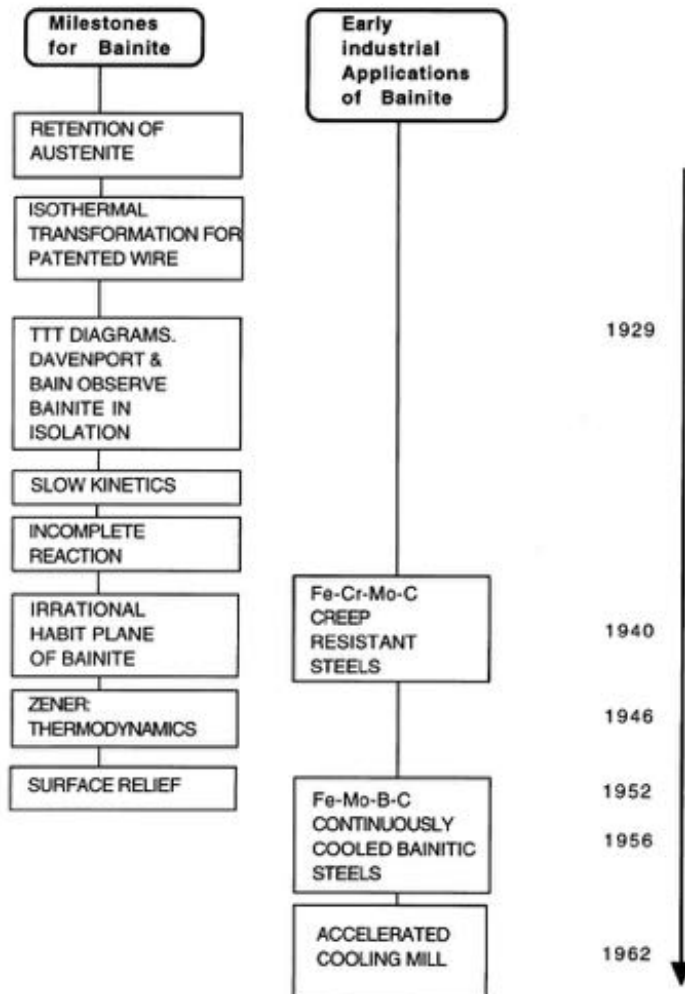 Milestones
for Bainite
RETENTION OF
AUSTENITE
ISOTHERMAL
TRANSFORMATION FOR
PATENTED WIRE
TTT DIAGRAMS.
DAVENPORT &
BAIN OBSERVE
BAINITE IN
ISOLATION
SLOW KINETICS
INCOMPLETE
REACTION
IRRATIONAL
HABIT PLANE
OF BAINITE
ZENER:
THERMODYNAMICS
SURFACE RELIEF
Early
industrial
Applications
of Bainite
Fe-Cr-Mo-C
CREEP
RESISTANT
STEELS
Fe-Mo-B-C
CONTINUOUSLY
COOLED BAINITIC
STEELS
ACCELERATED
COOLING MILL
1929
1940
1946
1952
1956
1962